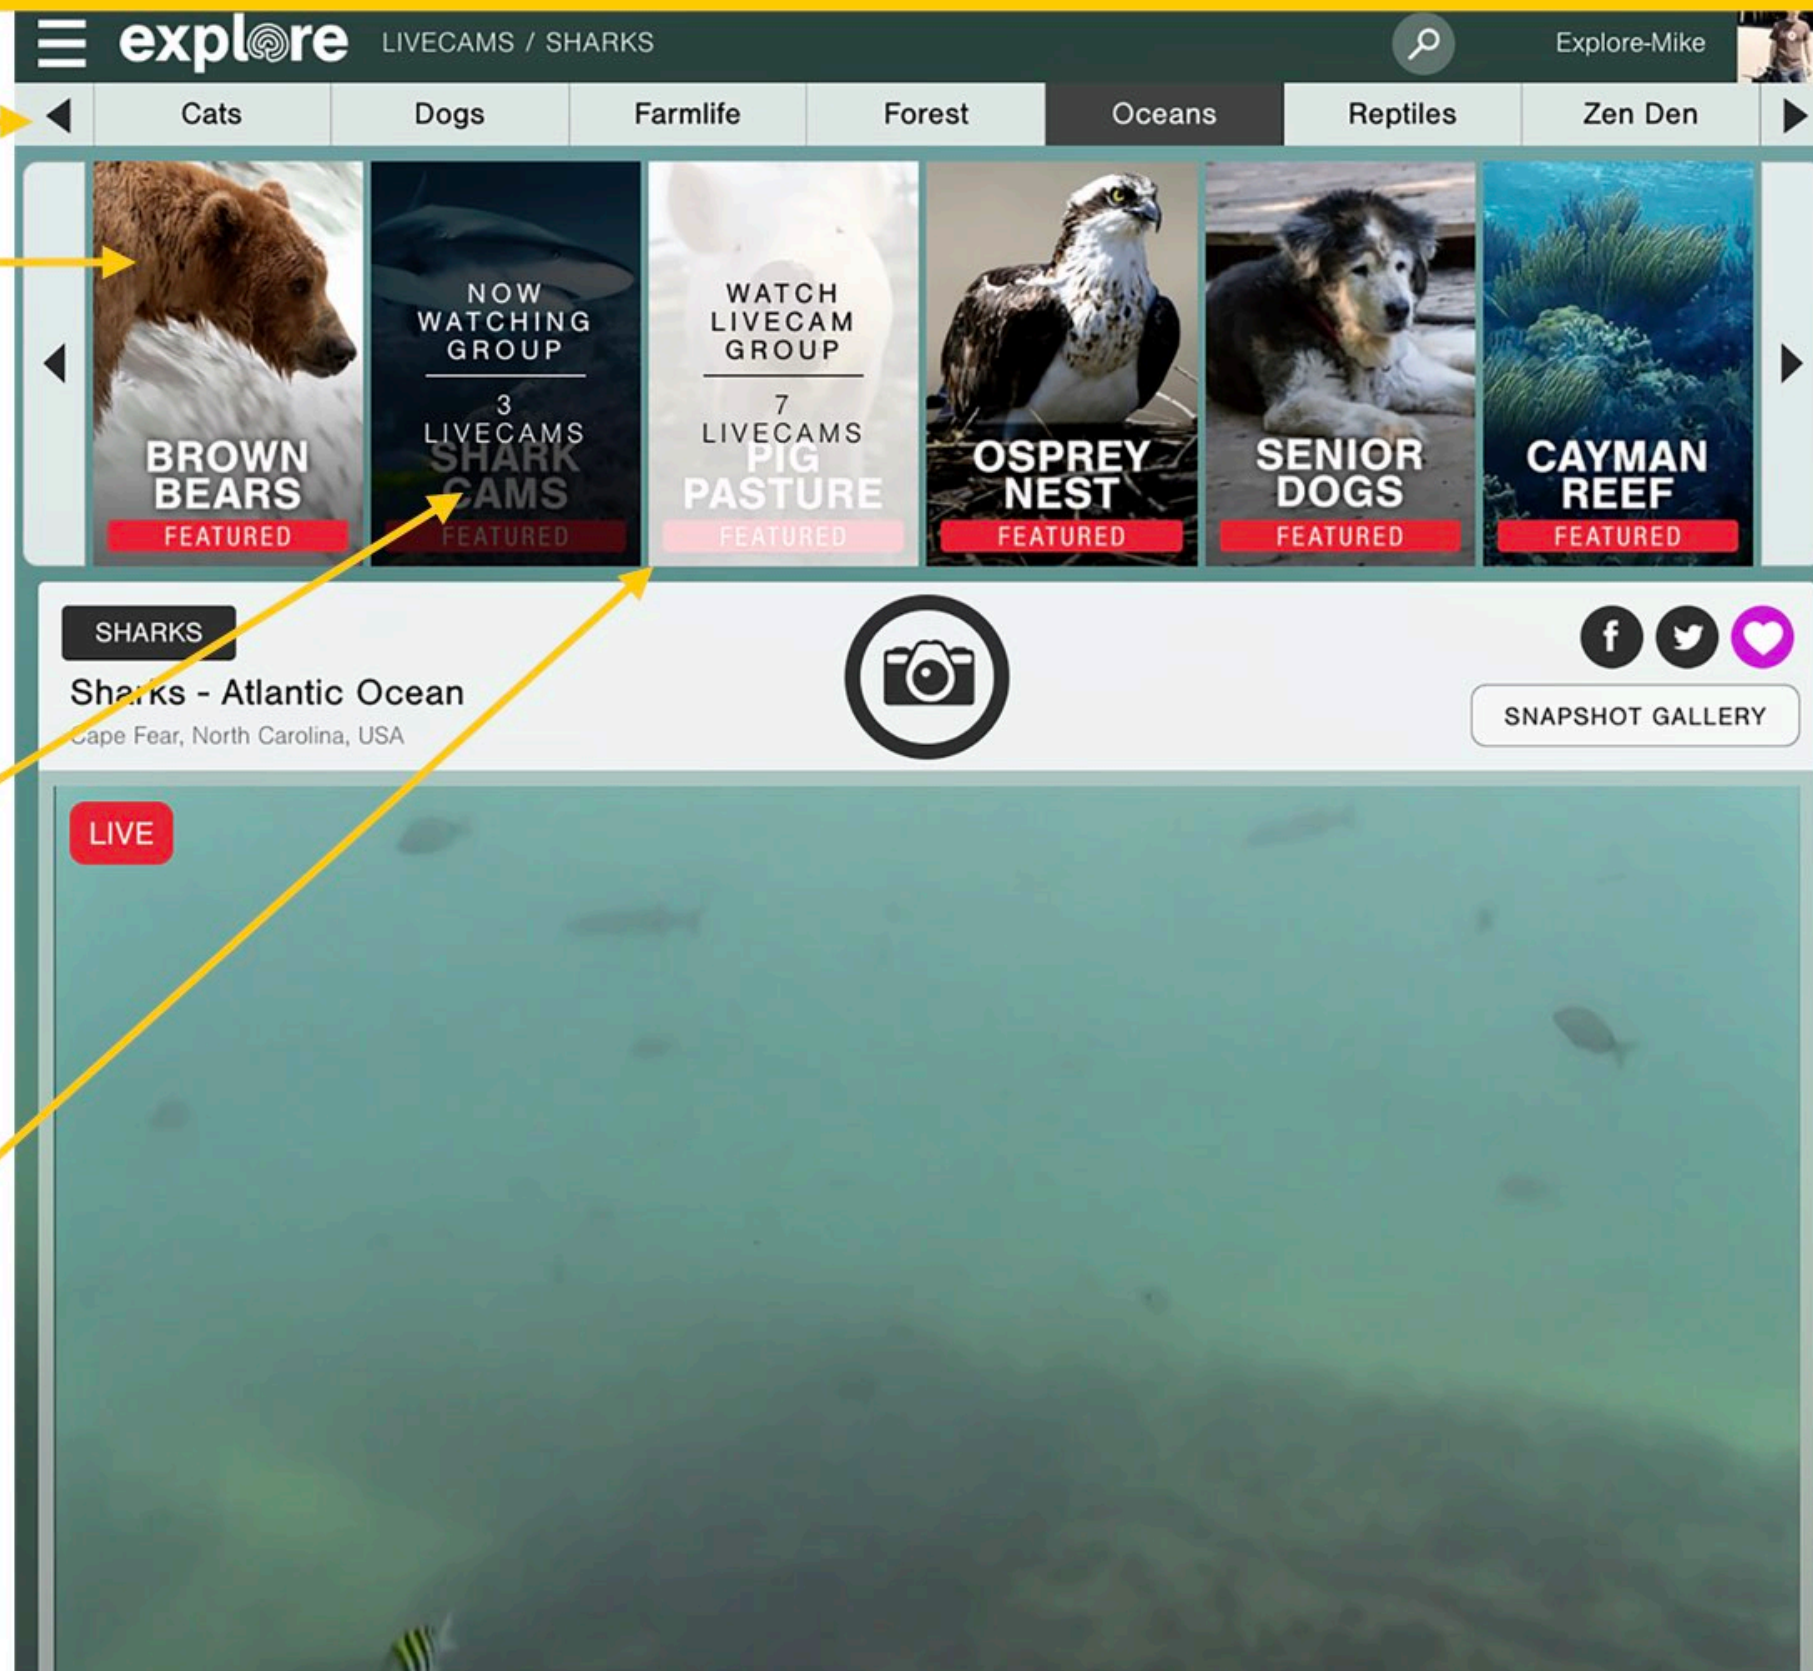 explore LIVECAMS / SHARKS Explore-Mike
Cats Dogs Farmlife Forest Oceans Reptiles Zen Den
BROWN
BEARS
FEATURED
NOW
WATCHING
GROUP
3
LIVECAMS
SHARK
CAMS
FEATURED
WATCH
LIVECAM
GROUP
7
LIVECAMS
PIG
PASTURE
FEATURED
OSPREY
NEST
FEATURED
SENIOR
DOGS
FEATURED
CAYMAN
REEF
FEATURED
SHARKS
Sharks - Atlantic Ocean
Cape Fear, North Carolina, USA
SNAPSHOT GALLERY
LIVE